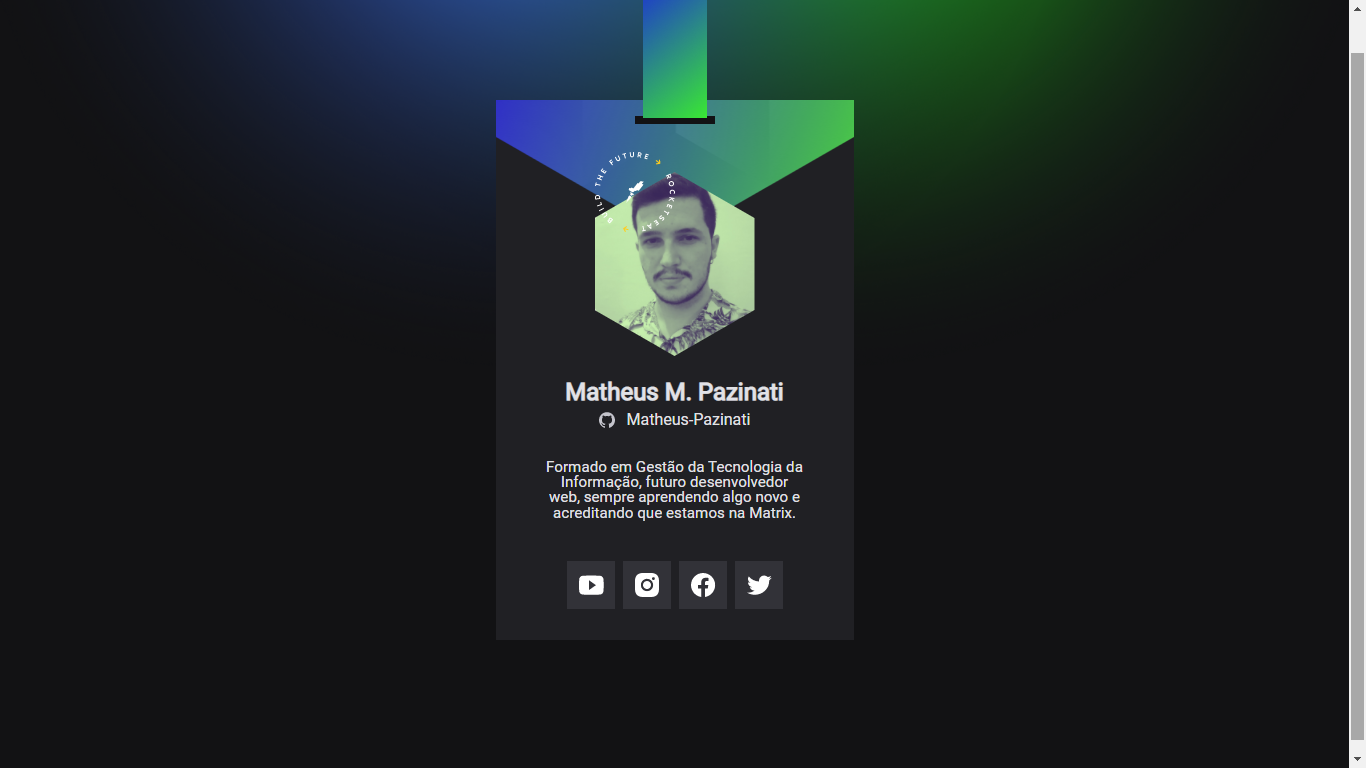 BUILD THE FUTURE → ROCKETSEAT →
Matheus M. Pazinati
Matheus-Pazinati
Formado em Gestão da Tecnologia da
Informação, futuro desenvolvedor
web, sempre aprendendo algo novo e
acreditando que estamos na Matrix.